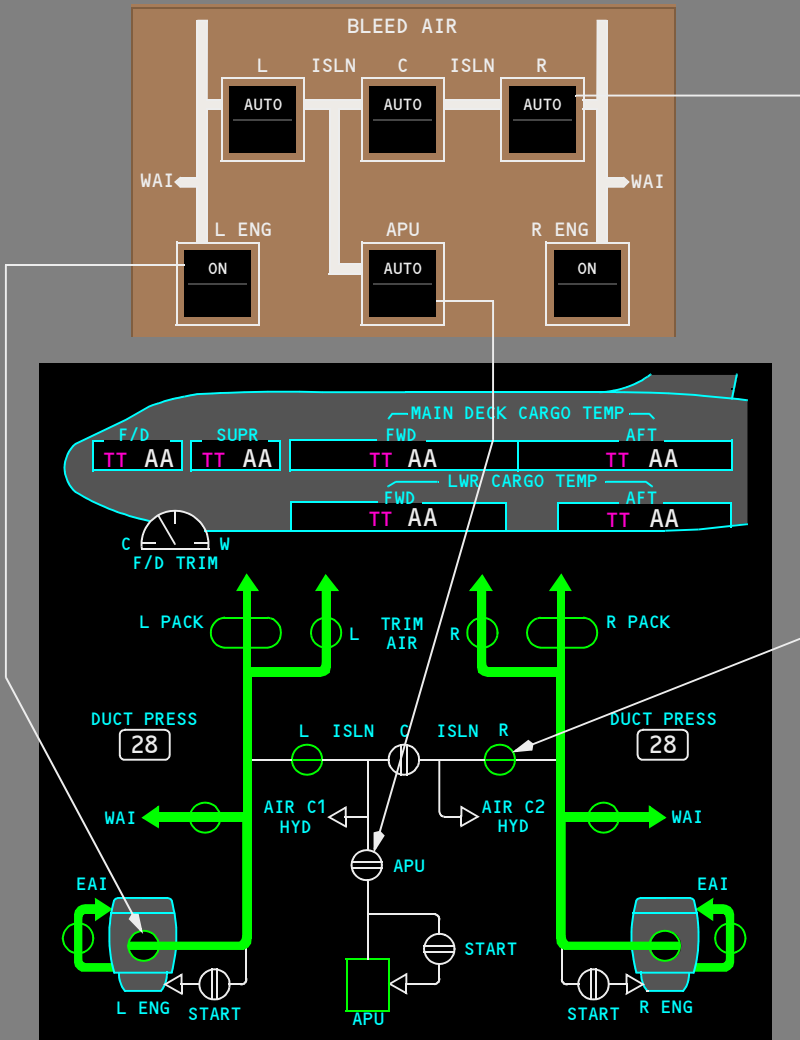 BLEED AIR
L ISLN C ISLN R
AUTO AUTO AUTO
WAI WAI
L ENG APU R ENG
ON AUTO ON
MAIN DECK CARGO TEMP
F/D SUPR FWD AFT
TT AA TT AA TT AA TT AA
LWR CARGO TEMP
FWD AFT
TT AA TT AA
C W
F/D TRIM
L PACK L TRIM AIR R R PACK
DUCT PRESS L ISLN C ISLN R DUCT PRESS
28 28
WAI AIR C1 HYD AIR C2 HYD WAI
APU
EAI EAI
START
L ENG START APU START R ENG